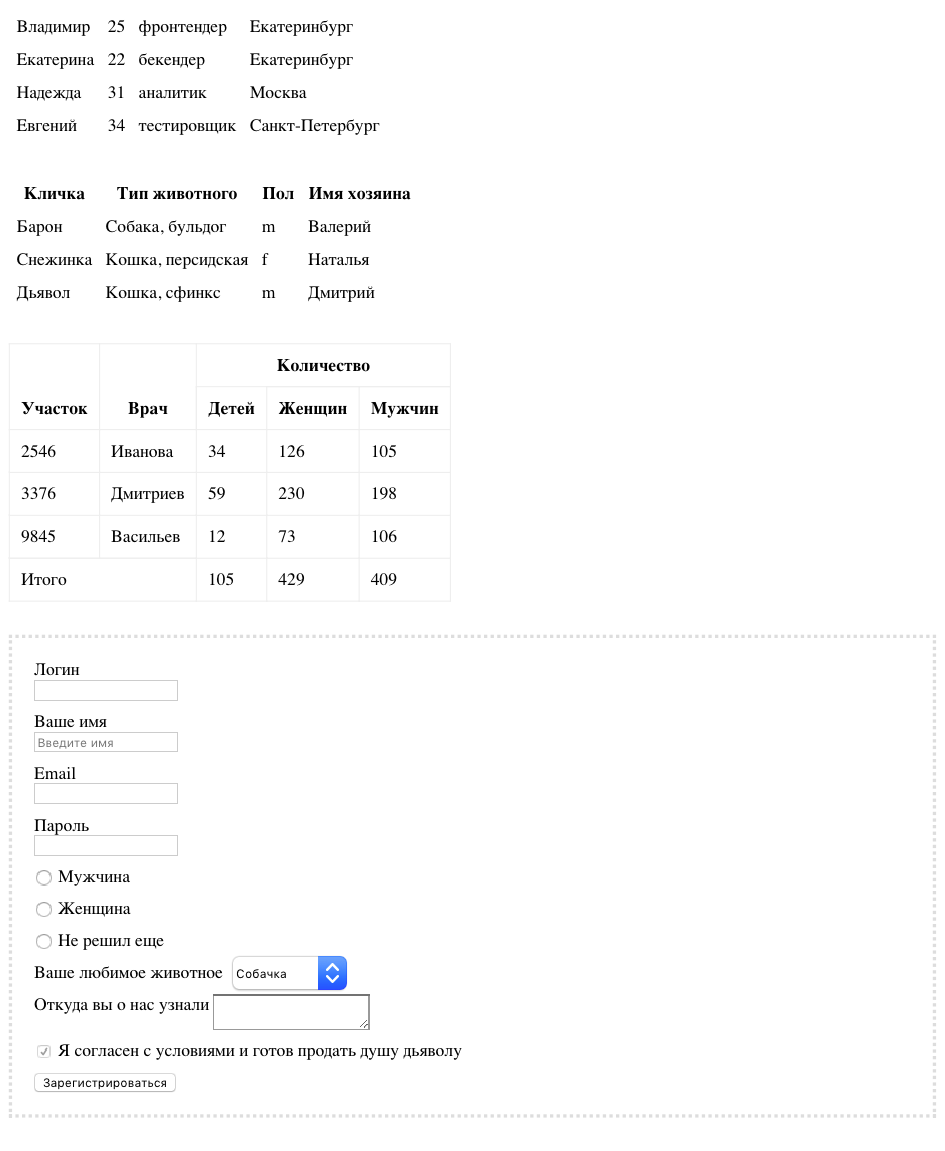 Владимир 25 фронтендер Екатеринбург
Екатерина 22 бекендер Екатеринбург
Надежда 31 аналитик Москва
Евгений 34 тестировщик Санкт-Петербург
Кличка Тип животного Пол Имя хозяина
Барон Собака, бульдог m Валерий
Снежинка Кошка, персидская f Наталья
Дьявол Кошка, сфинкс m Дмитрий
Количество
Участок Врач Детей Женщин Мужчин
2546 Иванова 34 126 105
3376 Дмитриев 59 230 198
9845 Васильев 12 73 106
Итого 105 429 409
Логин
Ваше имя
Введите имя
Email
Пароль
Мужчина
Женщина
Не решил еще
Ваше любимое животное Собачка
Откуда вы о нас узнали
Я согласен с условиями и готов продать душу дьяволу
Зарегистрироваться